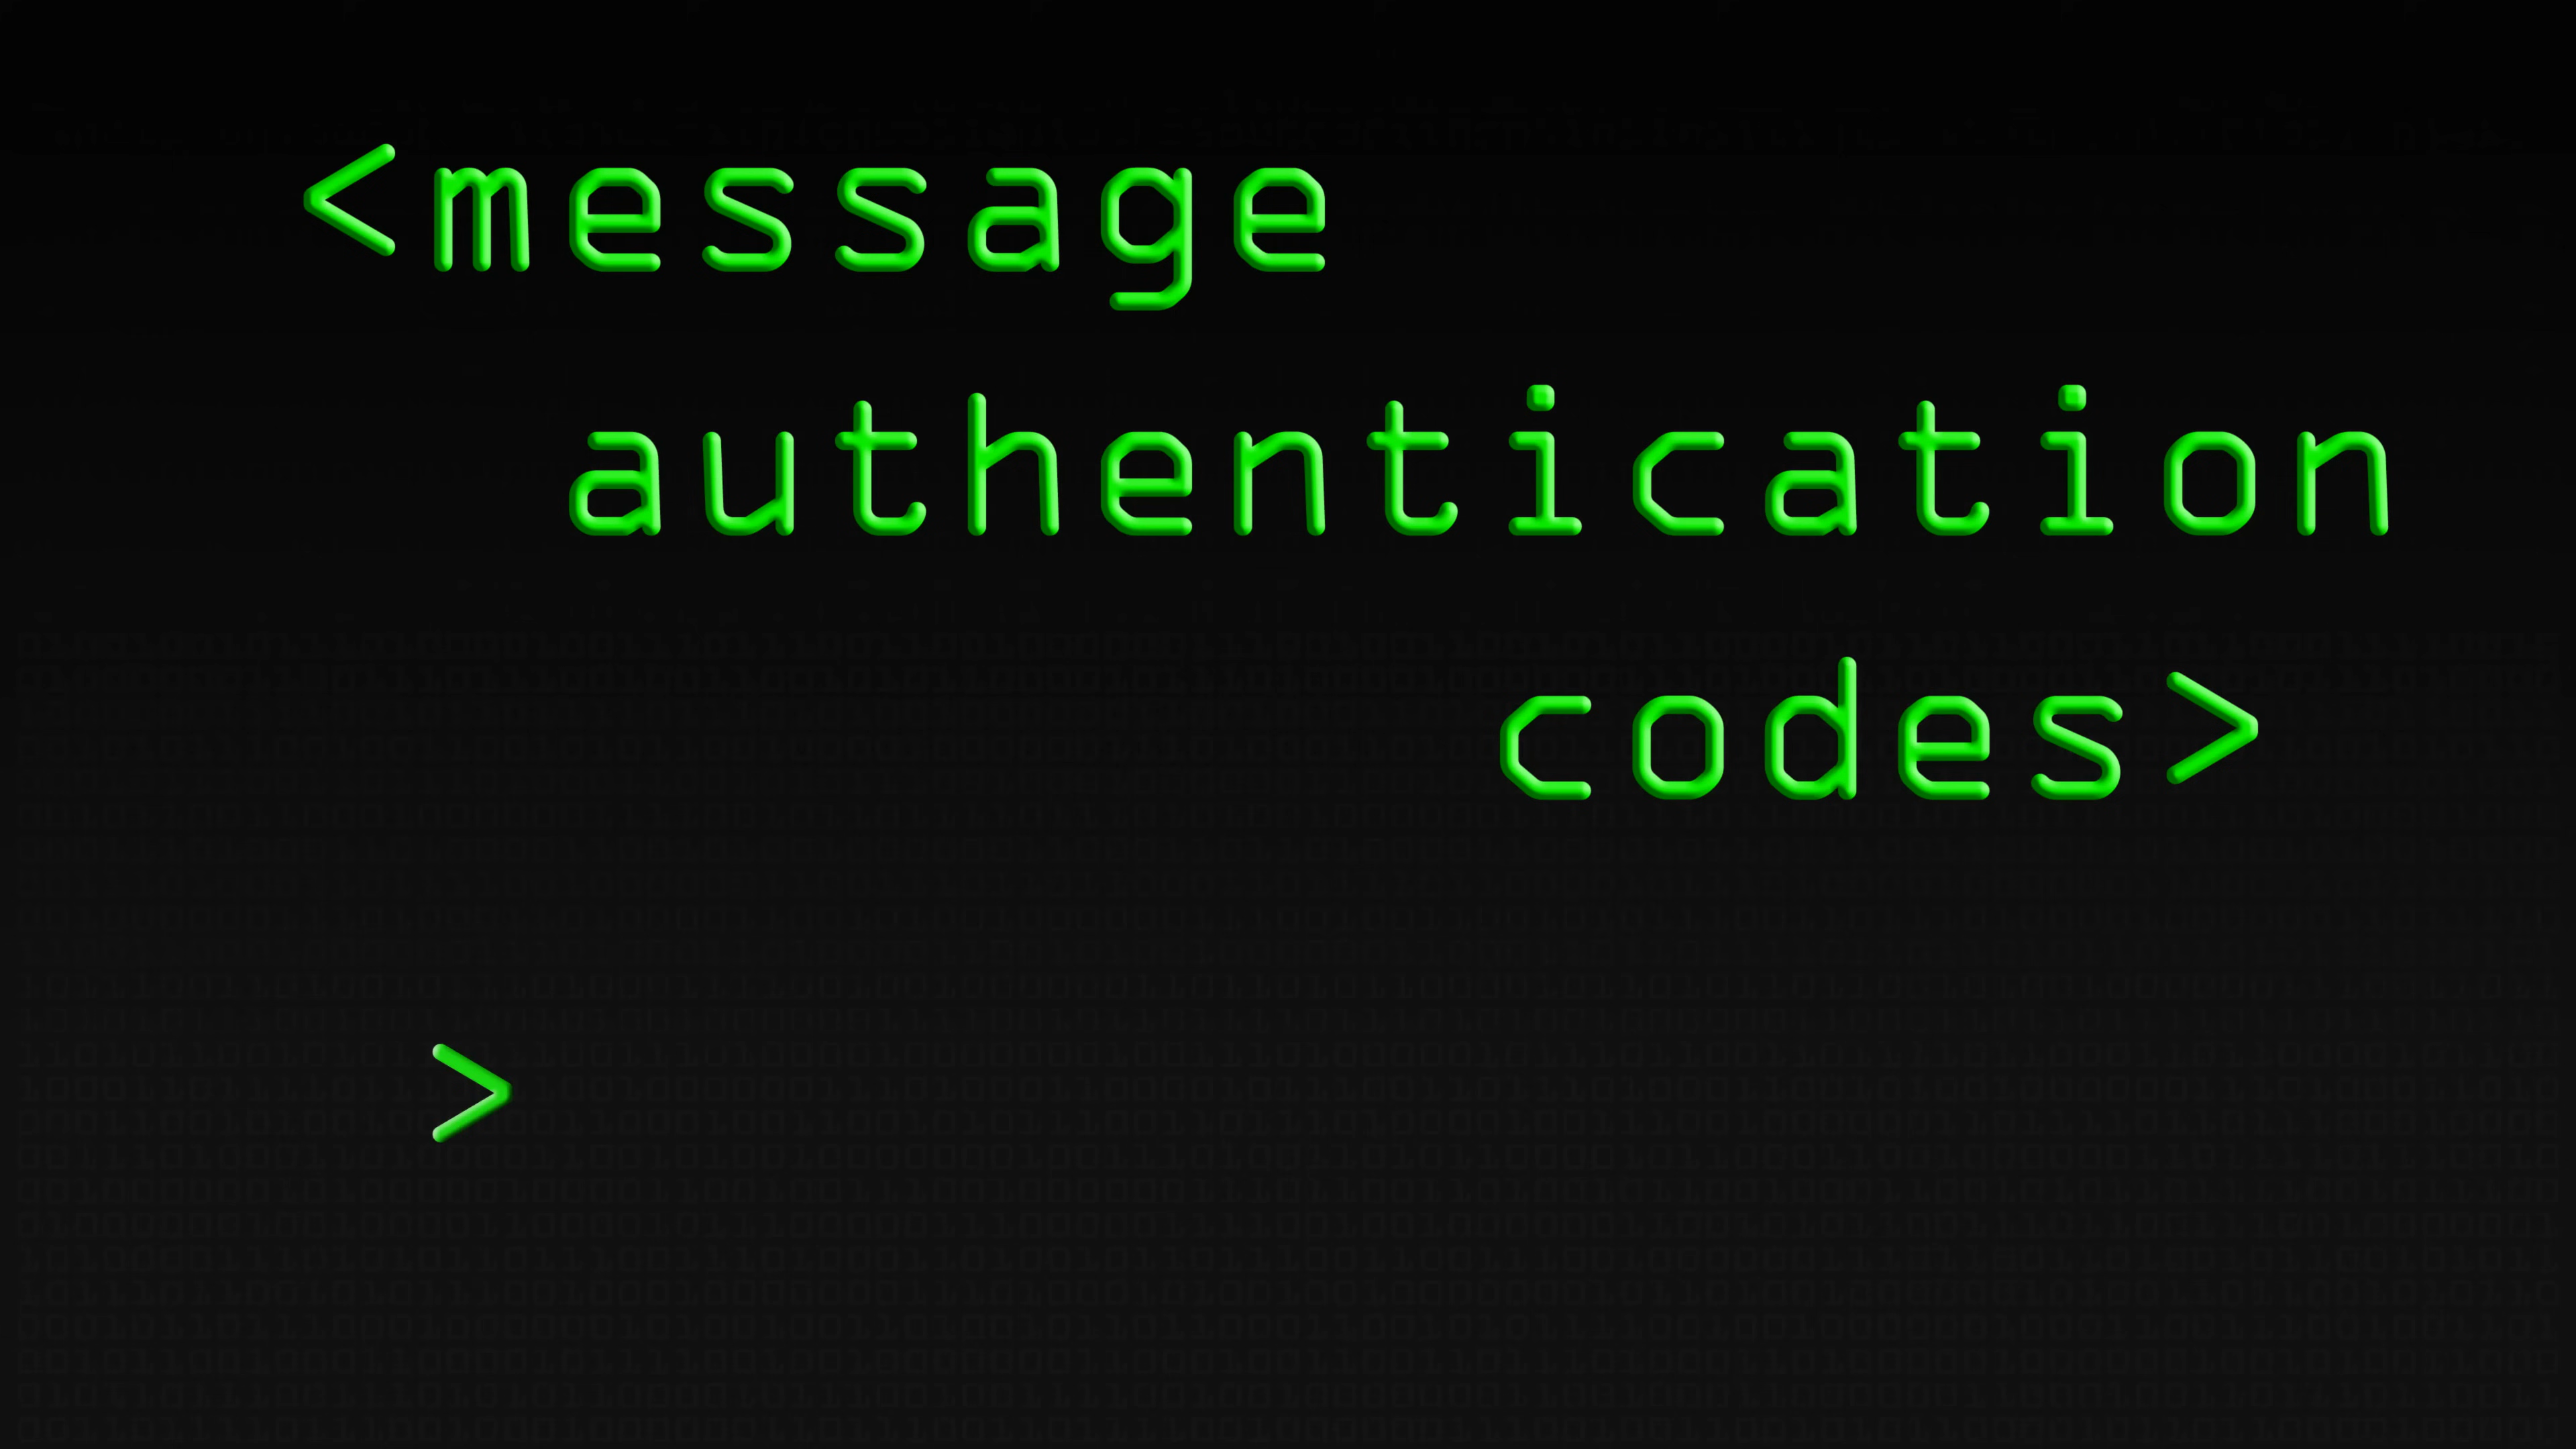 <message
authentication
codes>
>